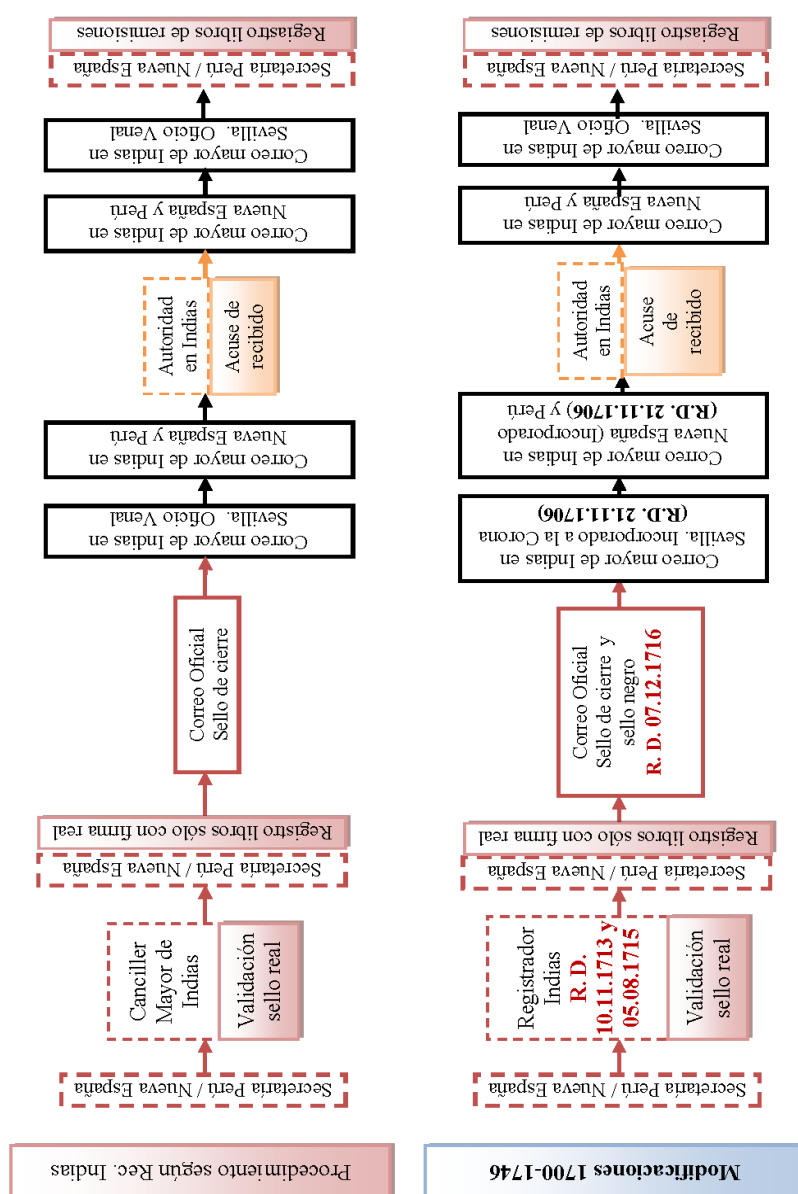 Procedimiento según Rec. Indias
Secretaría Perú / Nueva España
Canciller
Mayor de
Indias
Validación
sello real
Secretaría Perú / Nueva España
Registro libros sólo con firma real
Correo Oficial
Sello de cierre
Correo mayor de Indias en
Sevilla. Oficio Venal
Correo mayor de Indias en
Nueva España y Perú
Autoridad
en Indias
Acuse de
recibido
Correo mayor de Indias en
Nueva España y Perú
Correo mayor de Indias en
Sevilla. Oficio Venal
Secretaría Perú / Nueva España
Regiastro libros de remisiones
Modificaciones 1700-1746
Secretaría Perú / Nueva España
Registrador
Indias
R. D.
10.11.1713 y
05.08.1715
Validación
sello real
Secretaría Perú / Nueva España
Registro libros sólo con firma real
Correo Oficial
Sello de cierre y
sello negro
R. D. 07.12.1716
Correo mayor de Indias en
Sevilla. Incorporado a la Corona
(R.D. 21.11.1706)
Correo mayor de Indias en
Nueva España (Incorporado
(R.D. 21.11.1706) y Perú
Autoridad
en Indias
Acuse
de
recibido
Correo mayor de Indias en
Nueva España y Perú
Correo mayor de Indias en
Sevilla. Oficio Venal
Secretaría Perú / Nueva España
Regiastro libros de remisiones